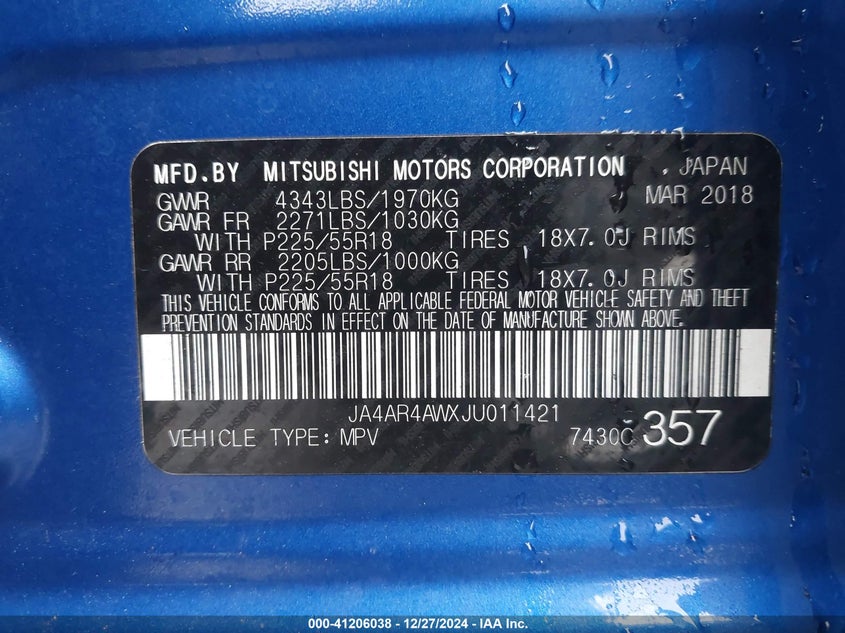 MFD.BY MITSUBISHI MOTORS CORPORATION , JAPAN
GVWR 4343LBS/1970KG MAR 2018
GAWR FR 2271LBS/1030KG
WITH P225/55R18 TIRES 18X7.0J RIMS
GAWR RR 2205LBS/1000KG
WITH P225/55R18 TIRES 18X7.0J RIMS
THIS VEHICLE CONFORMS TO ALL APPLICABLE FEDERAL MOTOR VEHICLE SAFETY AND THEFT
PREVENTION STANDARDS IN EFFECT ON THE DATE OF MANUFACTURE SHOWN ABOVE.
JA4AR4AWXJU011421
VEHICLE TYPE: MPV 7430C 357
000-41206038 - 12/27/2024 - IAA Inc.